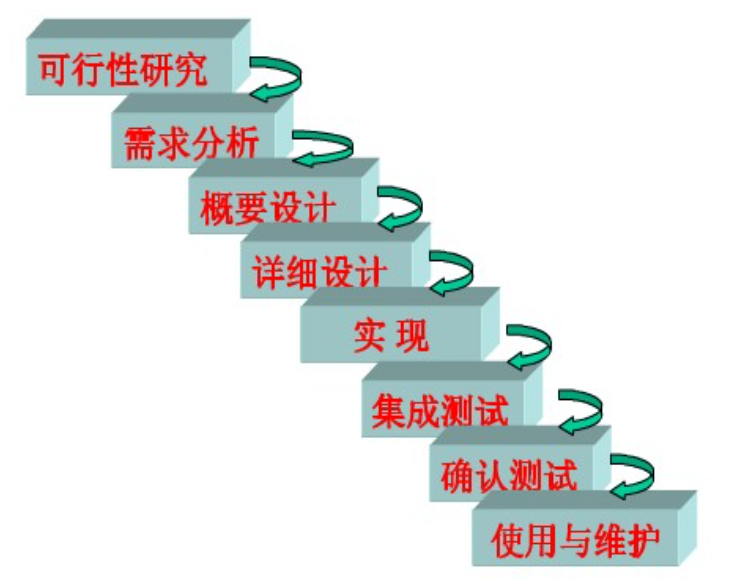 可行性研究
需求分析
概要设计
详细设计
实 现
集成测试
确认测试
使用与维护